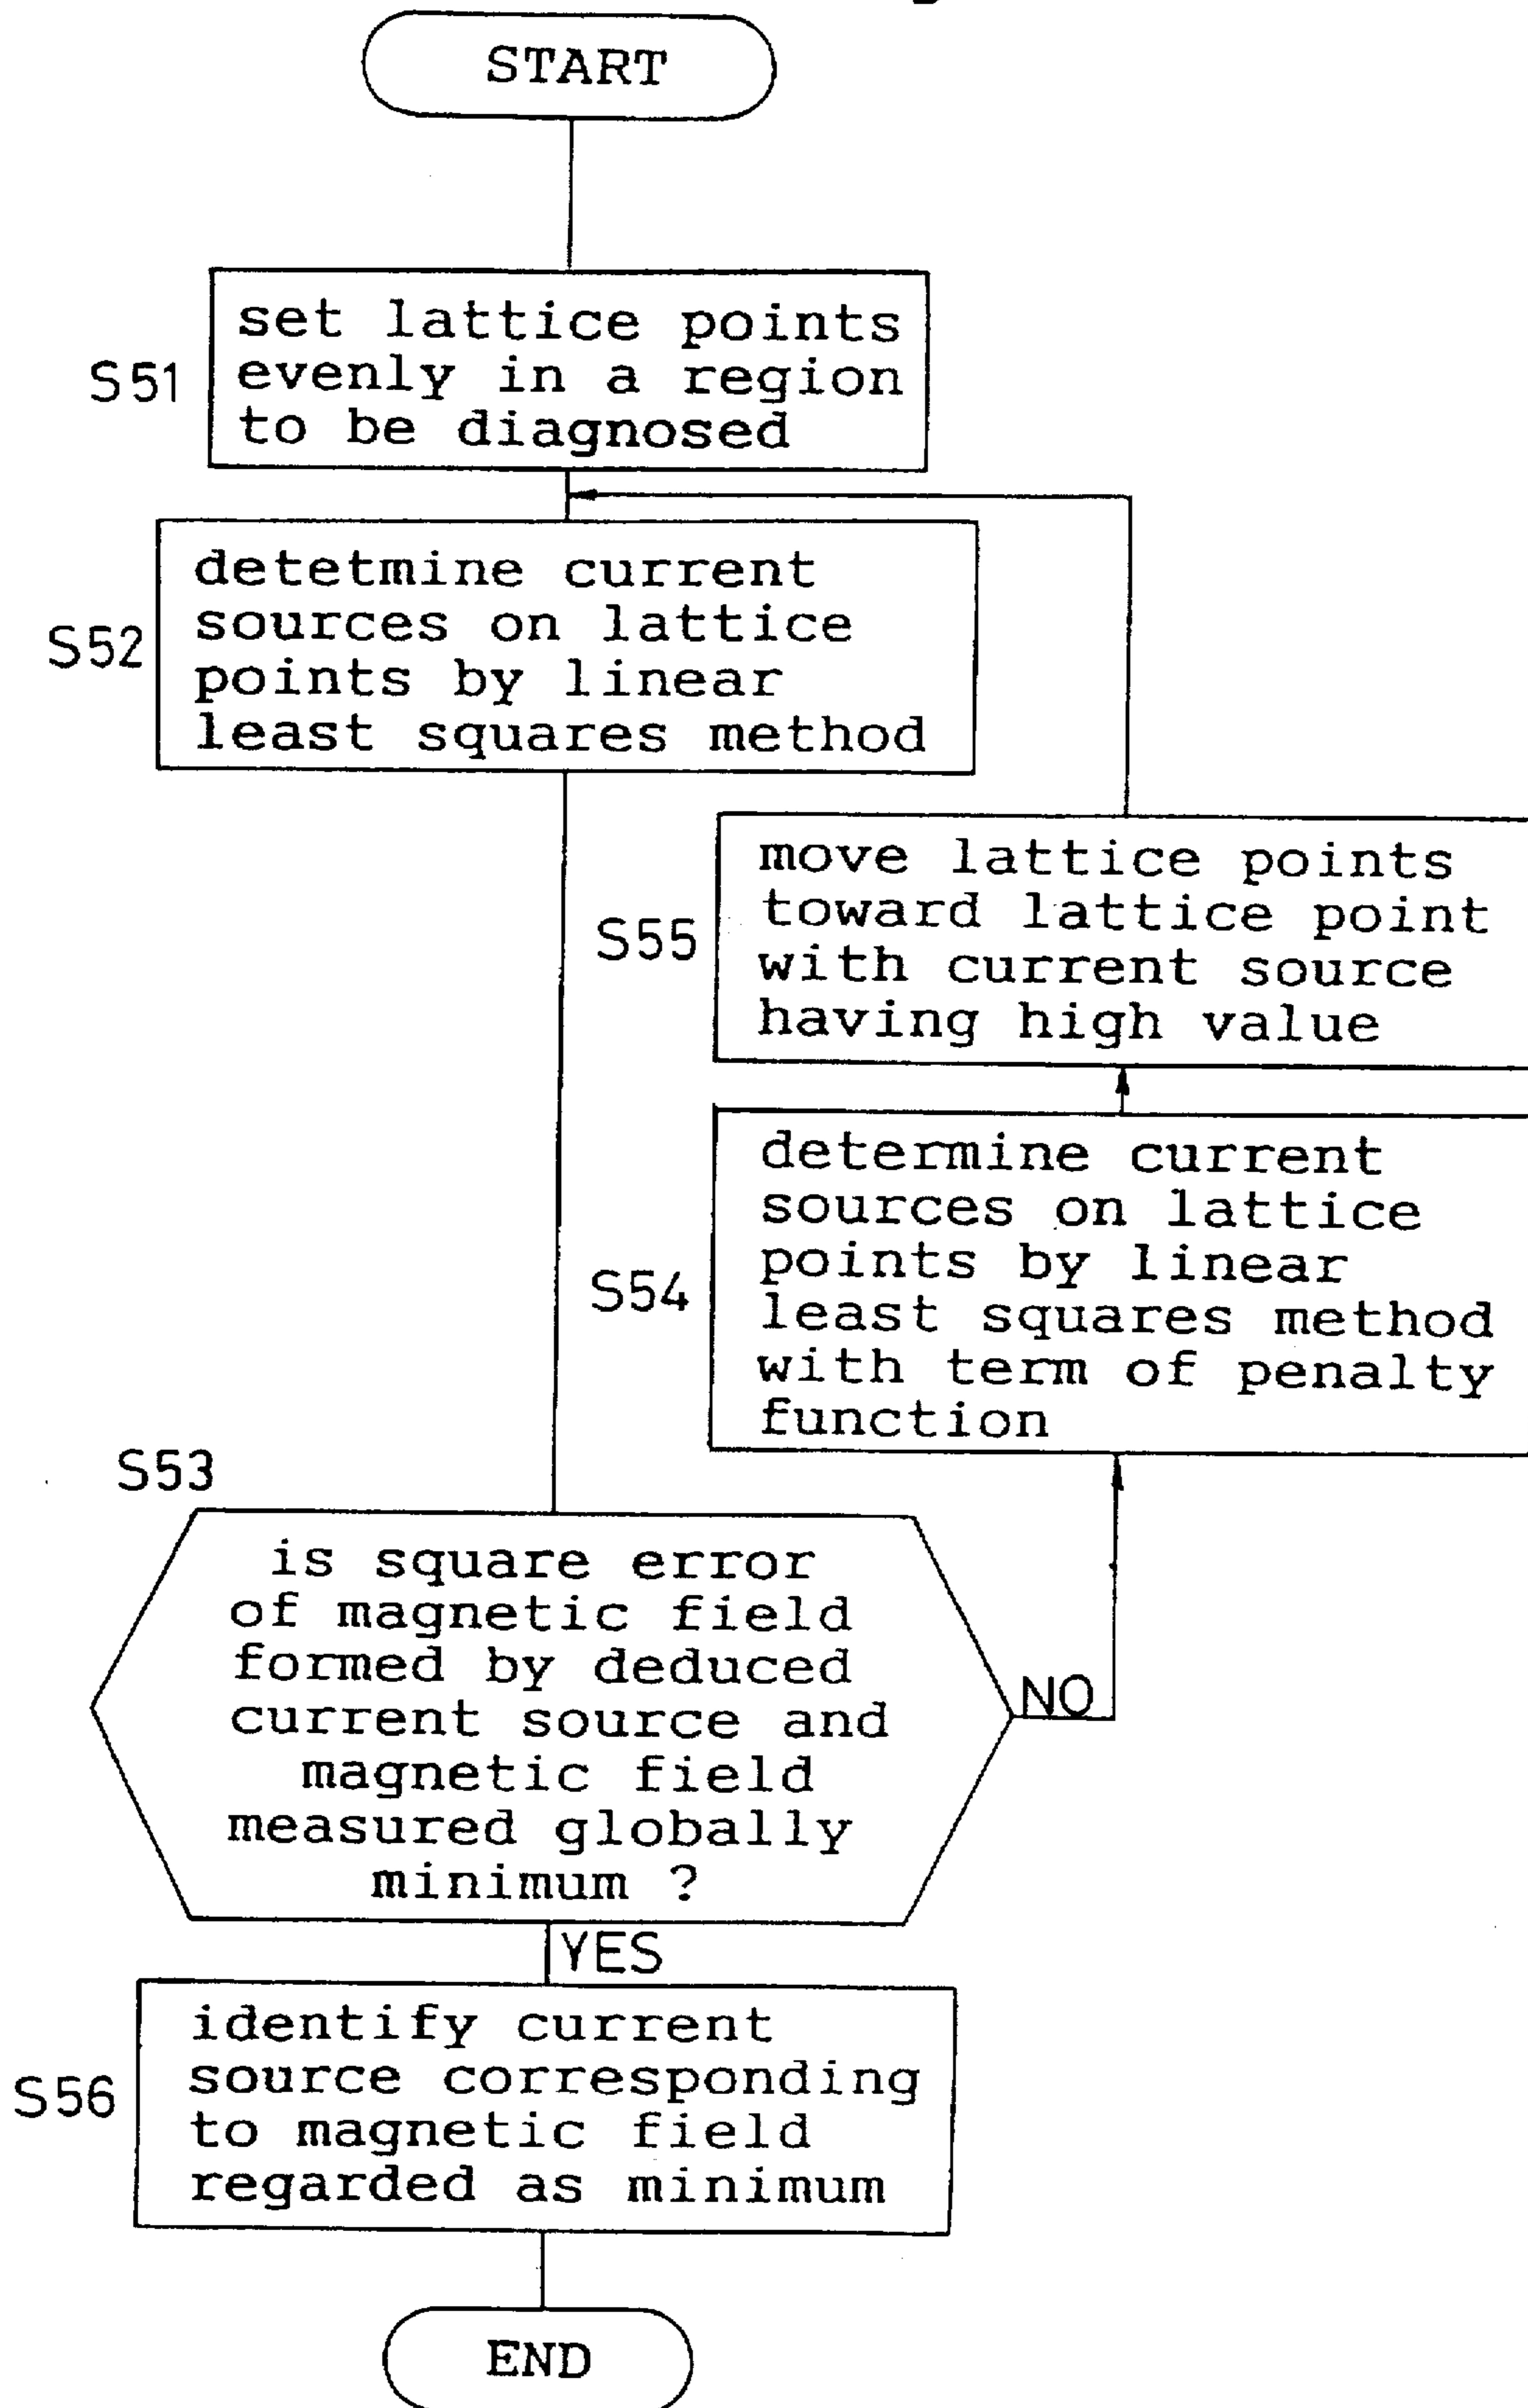 START
S51
set lattice points
evenly in a region
to be diagnosed
S52
detetmine current
sources on lattice
points by linear
least squares method
S55
move lattice points
toward lattice point
with current source
having high value
S54
determine current
sources on lattice
points by linear
least squares method
with term of penalty
function
S53
is square error
of magnetic field
formed by deduced
current source and
magnetic field
measured globally
minimum ?
NO
YES
S56
identify current
source corresponding
to magnetic field
regarded as minimum
END